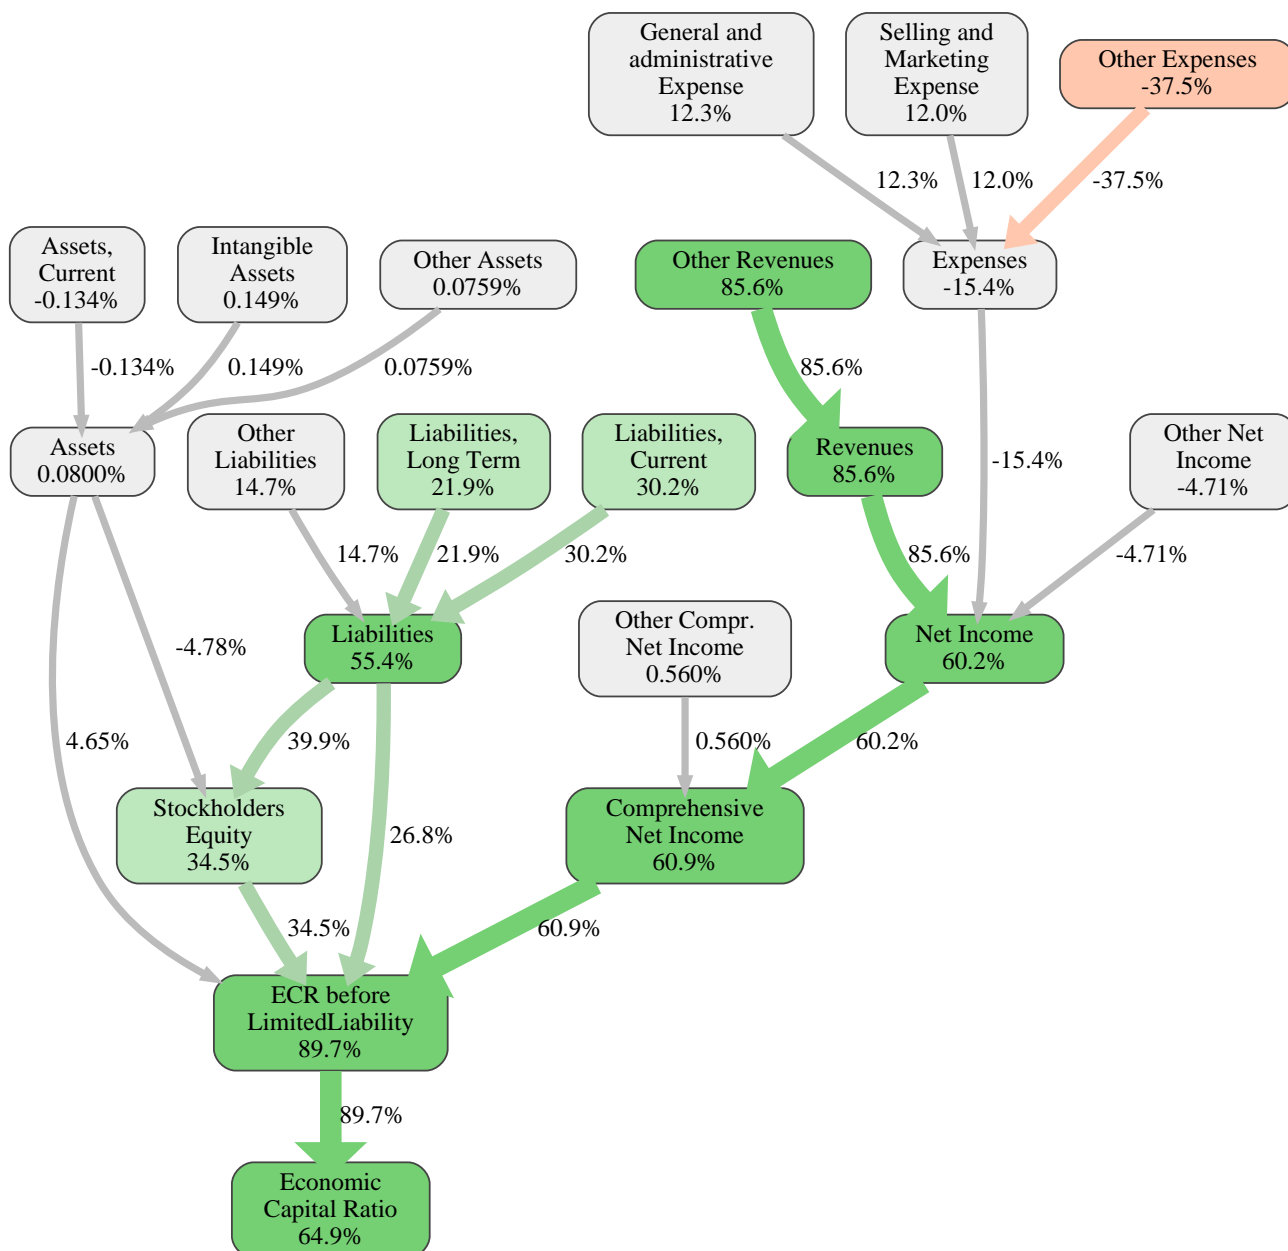 General and
administrative
Expense
12.3%
Selling and
Marketing
Expense
12.0%
Other Expenses
-37.5%
12.3%
12.0%
-37.5%
Assets,
Current
-0.134%
Intangible
Assets
0.149%
Other Assets
0.0759%
Other Revenues
85.6%
Expenses
-15.4%
-0.134%
0.149%
0.0759%
85.6%
Assets
0.0800%
Other
Liabilities
14.7%
Liabilities,
Long Term
21.9%
Liabilities,
Current
30.2%
Revenues
85.6%
-15.4%
Other Net
Income
-4.71%
14.7%
21.9%
30.2%
85.6%
-4.71%
Liabilities
55.4%
Other Compr.
Net Income
0.560%
Net Income
60.2%
-4.78%
4.65%
39.9%
0.560%
60.2%
Stockholders
Equity
34.5%
26.8%
Comprehensive
Net Income
60.9%
34.5%
60.9%
ECR before
LimitedLiability
89.7%
89.7%
Economic
Capital Ratio
64.9%